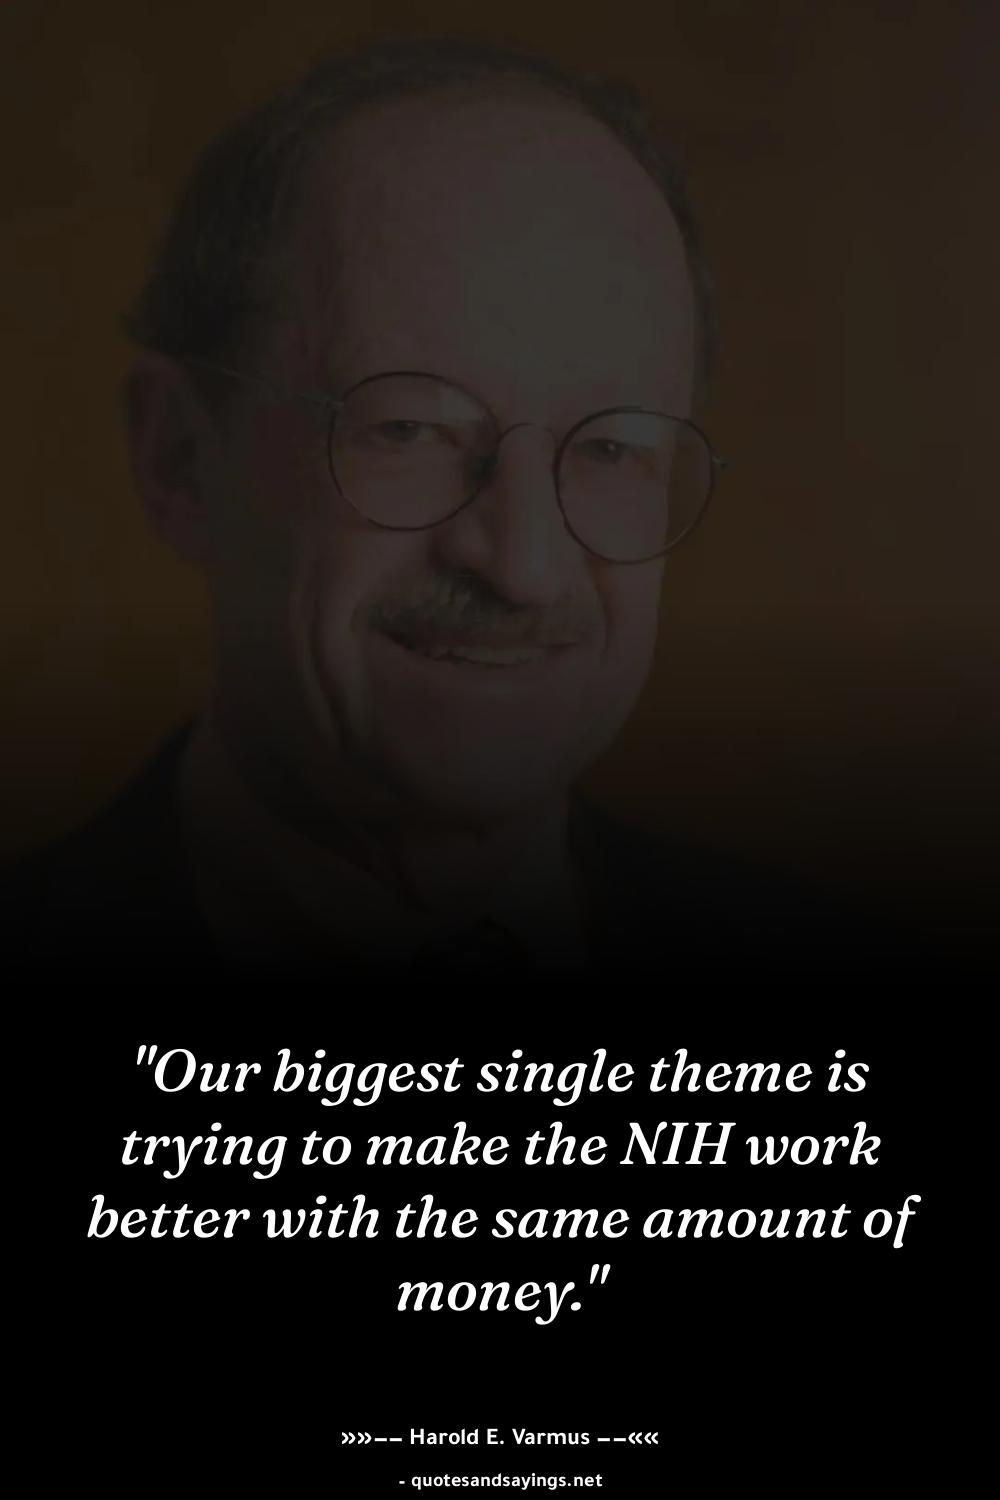 "Our biggest single theme is
trying to make the NIH work
better with the same amount of
money."
»»−− Harold E. Varmus −−««
- quotesandsayings.net